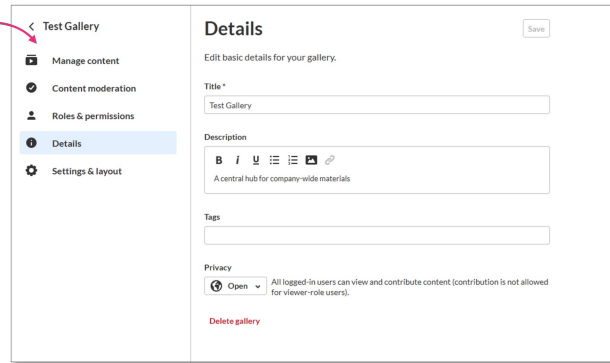 Test Gallery
Manage content
Content moderation
Roles & permissions
Details
Settings & layout
Details
Save
Edit basic details for your gallery.
Title *
Test Gallery
Description
B i U
A central hub for company-wide materials
Tags
Privacy
Open
All logged-in users can view and contribute content (contribution is not allowed
for viewer-role users).
Delete gallery